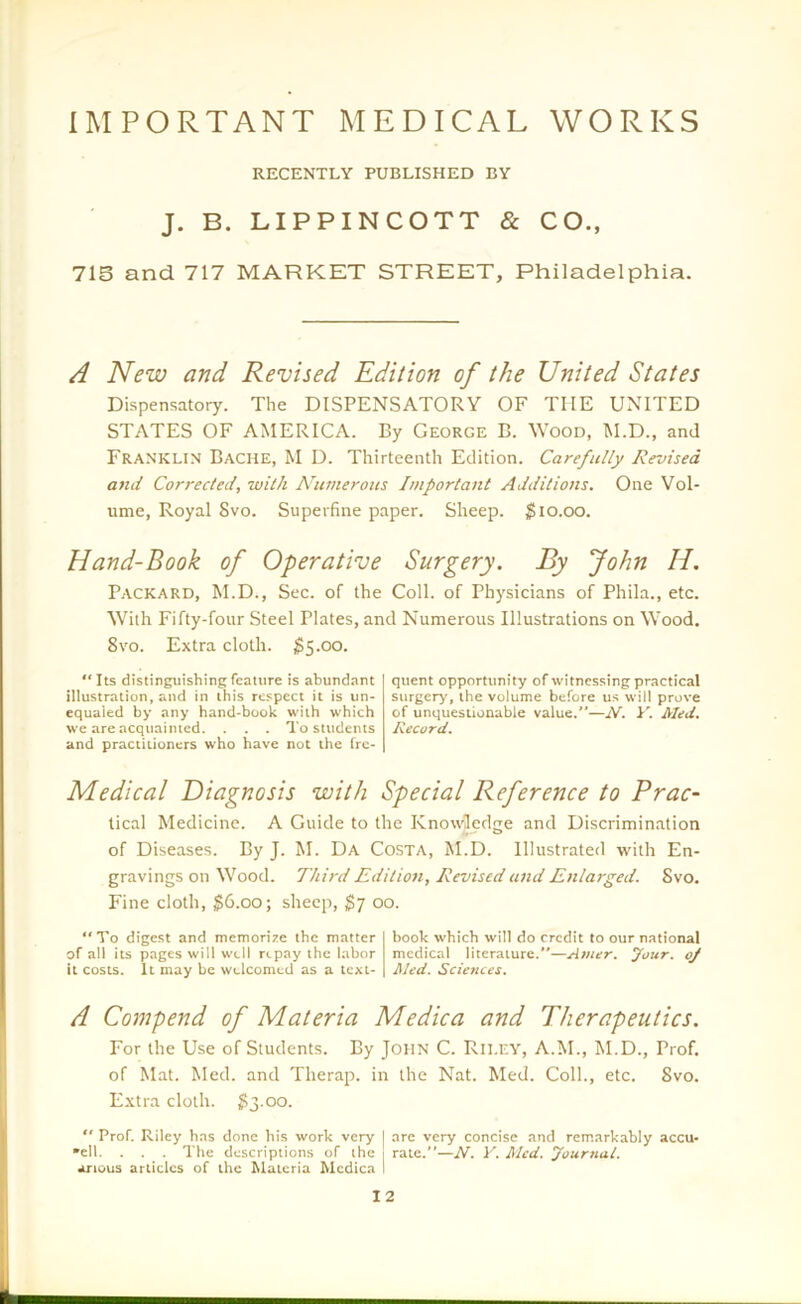 IMPORTANT MEDICAL WORKS
RECENTLY PUBLISHED BY
J. B. LIPPINCOTT & CO.,
715 and 717 MARKET STREET, Philadelphia.
A New and Revised Edition of the United States
Dispensatory. The DISPENSATORY OF THE UNITED
STATES OF AMERICA. By GEORGE B. WOOD, M.D., and
FRANKLIN BACHE, M D. Thirteenth Edition. Carefully Revised
and Corrected, with Numerous Important Additions. One Vol-
ume, Royal 8vo. Superfine paper. Sheep. $10.00.
Hand-Book of Operative Surgery. By John H.
PACKARD, M.D., Sec. of the Coll. of Physicians of Phila., etc.
With Fifty-four Steel Plates, and Numerous Illustrations on Wood.
8vo. Extra cloth. $5.00.
"Its distinguishing feature is abundant
illustration, and in this respect it is un-
equaled by any hand-book with which
we are acquainted. . . . To students
and practitioners who have not the fre-
quent opportunity of witnessing practical
surgery, the volume before us will prove
of unquestionable value."—N. Y. Med.
Record.
Medical Diagnosis with Special Reference to Prac-
tical Medicine. A Guide to the Knowledge and Discrimination
of Diseases. By J. M. DA COSTA, M.D. Illustrated with En-
gravings on Wood. Third Edition, Revised and Enlarged. 8vo.
Fine cloth, $6.00; sheep, $7 00.
"To digest and memorize the matter
of all its pages will well repay the labor
it costs. It may be welcomed as a text-
book which will do credit to our national
medical literature."—Amer. Jour. of
Med. Sciences.
A Compend of Materia Medica and Therapeutics.
For the Use of Students. By JOHN C. RILEY, A.M., M.D., Prof.
of Mat. Med. and Therap. in the Nat. Med. Coll., etc. 8vo.
Extra cloth. $3.00.
"Prof. Riley has done his work very
well. . . . The descriptions of the
various articles of the Materia Medica
are very concise and remarkably accu-
rate."—N. Y. Med. Journal.
12